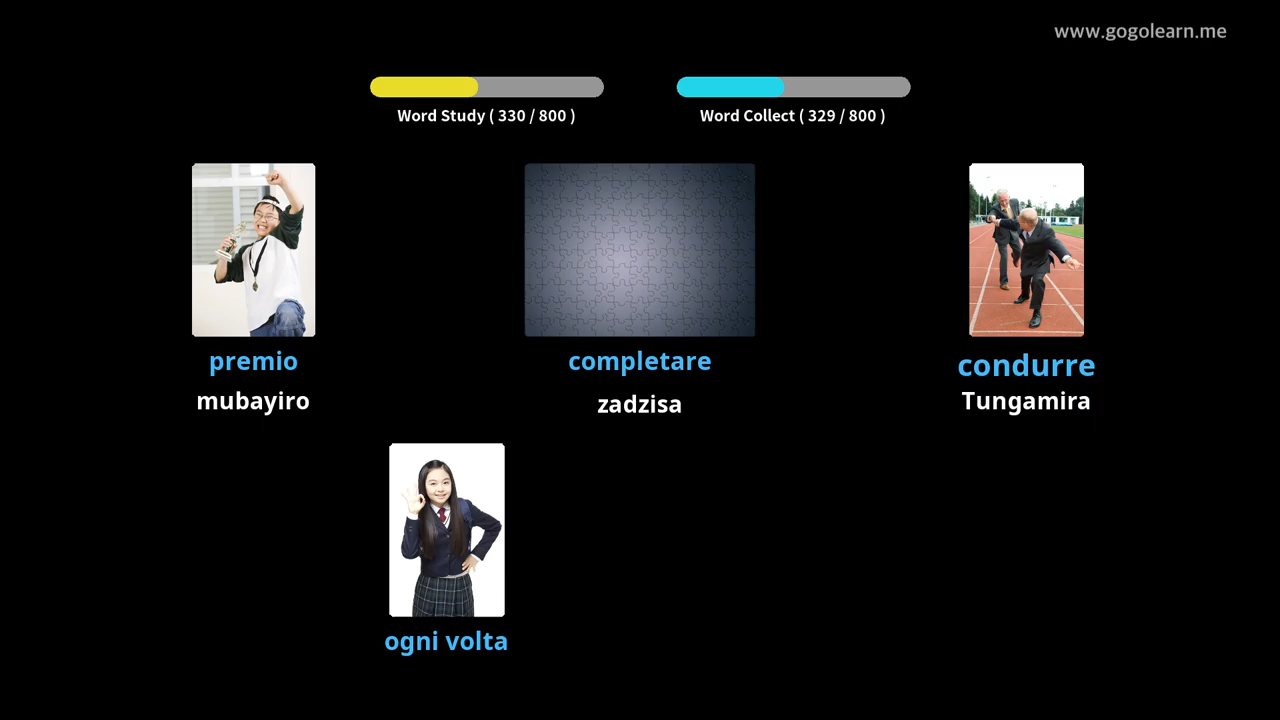 www.gogolearn.me
Word Study ( 330 / 800 )
Word Collect ( 329 / 800 )
premio
completare
condurre
mubayiro
zadzisa
Tungamira
ogni volta